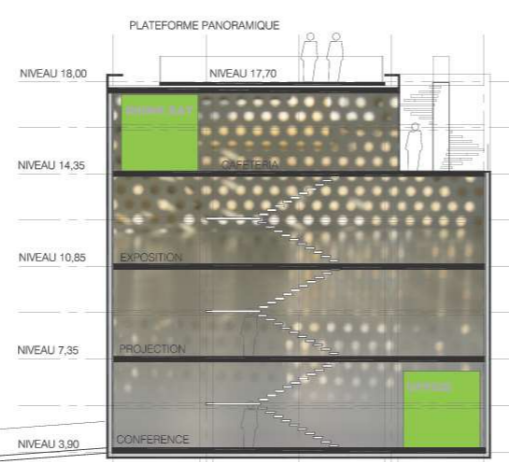 PLATEFORME PANORAMIQUE
NIVEAU 18,00
NIVEAU 17,70
CAFETERIA
NIVEAU 14,35
EXPOSITION
NIVEAU 10,85
PROJECTION
NIVEAU 7,35
CONFERENCE
NIVEAU 3,90